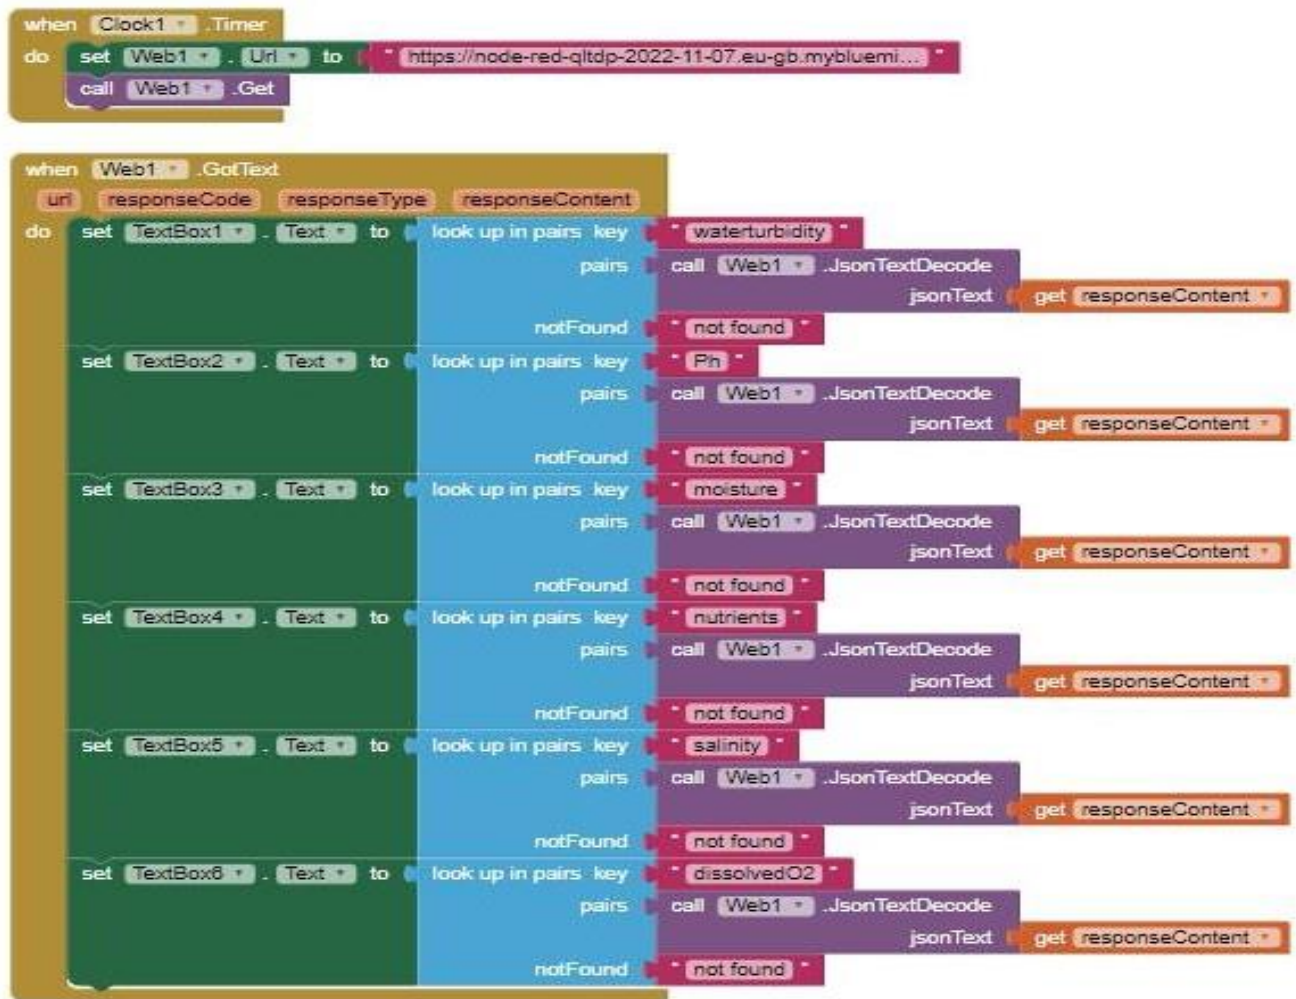 when Clock1 .Timer
do set Web1 . Url to " https://node-red-qltdp-2022-11-07.eu-gb.mybluemi... "
call Web1 .Get
when Web1 .GotText
url responseCode responseType responseContent
do set TextBox1 . Text to look up in pairs key " waterturbidity "
pairs call Web1 .JsonTextDecode
jsonText get responseContent
notFound " not found "
set TextBox2 . Text to look up in pairs key " Ph "
pairs call Web1 .JsonTextDecode
jsonText get responseContent
notFound " not found "
set TextBox3 . Text to look up in pairs key " moisture "
pairs call Web1 .JsonTextDecode
jsonText get responseContent
notFound " not found "
set TextBox4 . Text to look up in pairs key " nutrients "
pairs call Web1 .JsonTextDecode
jsonText get responseContent
notFound " not found "
set TextBox5 . Text to look up in pairs key " salinity "
pairs call Web1 .JsonTextDecode
jsonText get responseContent
notFound " not found "
set TextBox6 . Text to look up in pairs key " dissolvedO2 "
pairs call Web1 .JsonTextDecode
jsonText get responseContent
notFound " not found "